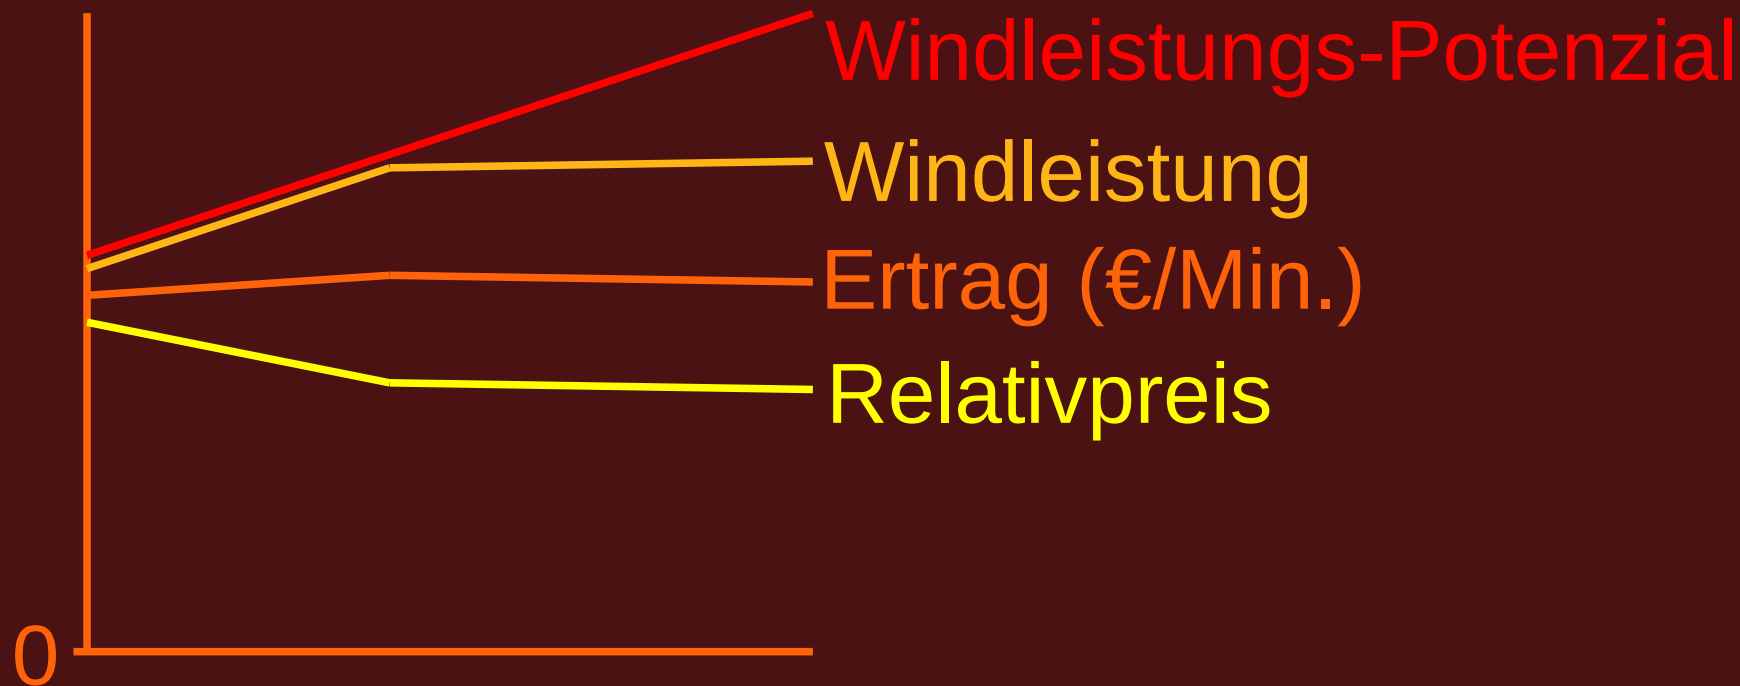 Windleistungs-Potenzial
Windleistung
Ertrag (€/Min.)
Relativpreis
0